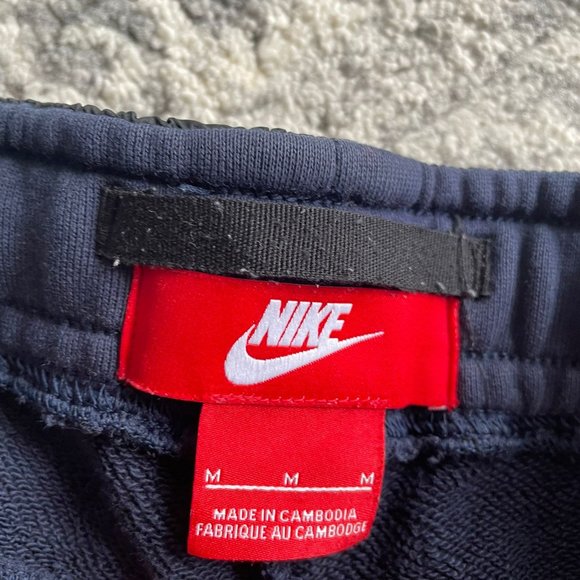 NIKE
M M M
MADE IN CAMBODIA
FABRIQUE AU CAMBODGE